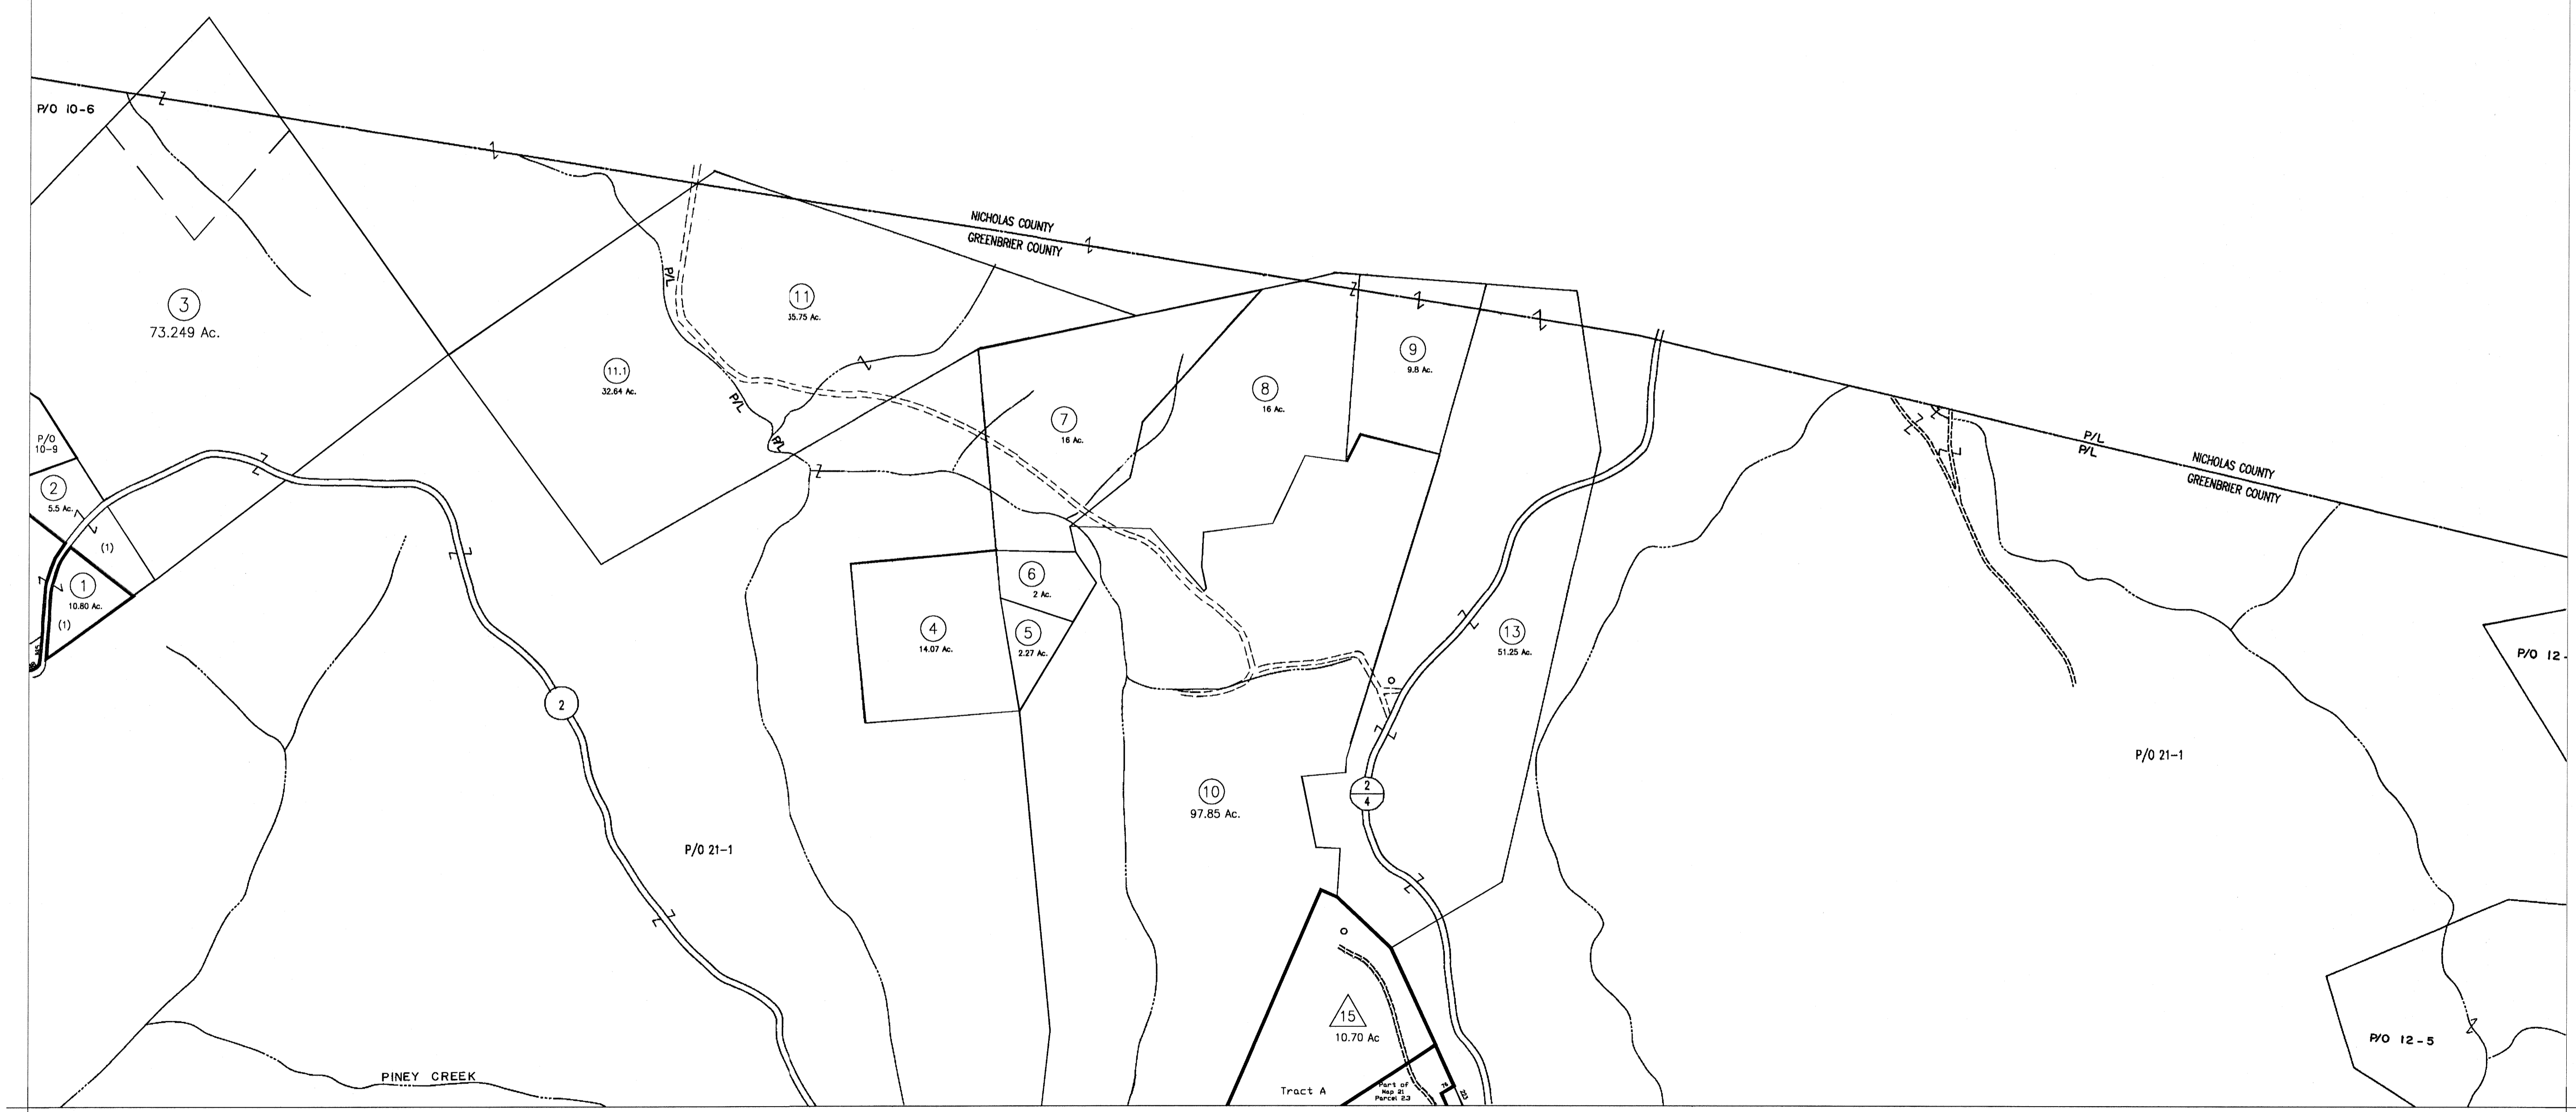 P/O 10-6
NICHOLAS COUNTY
GREENBRIER COUNTY
3
73.249 Ac.
P/L
11
35.75 Ac.
11.1
32.64 Ac.
P/L
P/L
7
16 Ac.
8
16 Ac.
9
9.8 Ac.
P/L
P/L
NICHOLAS COUNTY
GREENBRIER COUNTY
P/O
10-9
2
5.5 Ac.
(1)
1
10.80 Ac.
(1)
6
2 Ac.
5
2.27 Ac.
4
14.07 Ac.
13
51.25 Ac.
P/O 12-
2
P/O 21-1
10
97.85 Ac.
2
4
P/O 21-1
15
10.70 Ac
P/O 12-5
PINEY CREEK
Tract A
Part of
Map 21
Parcel 2.3